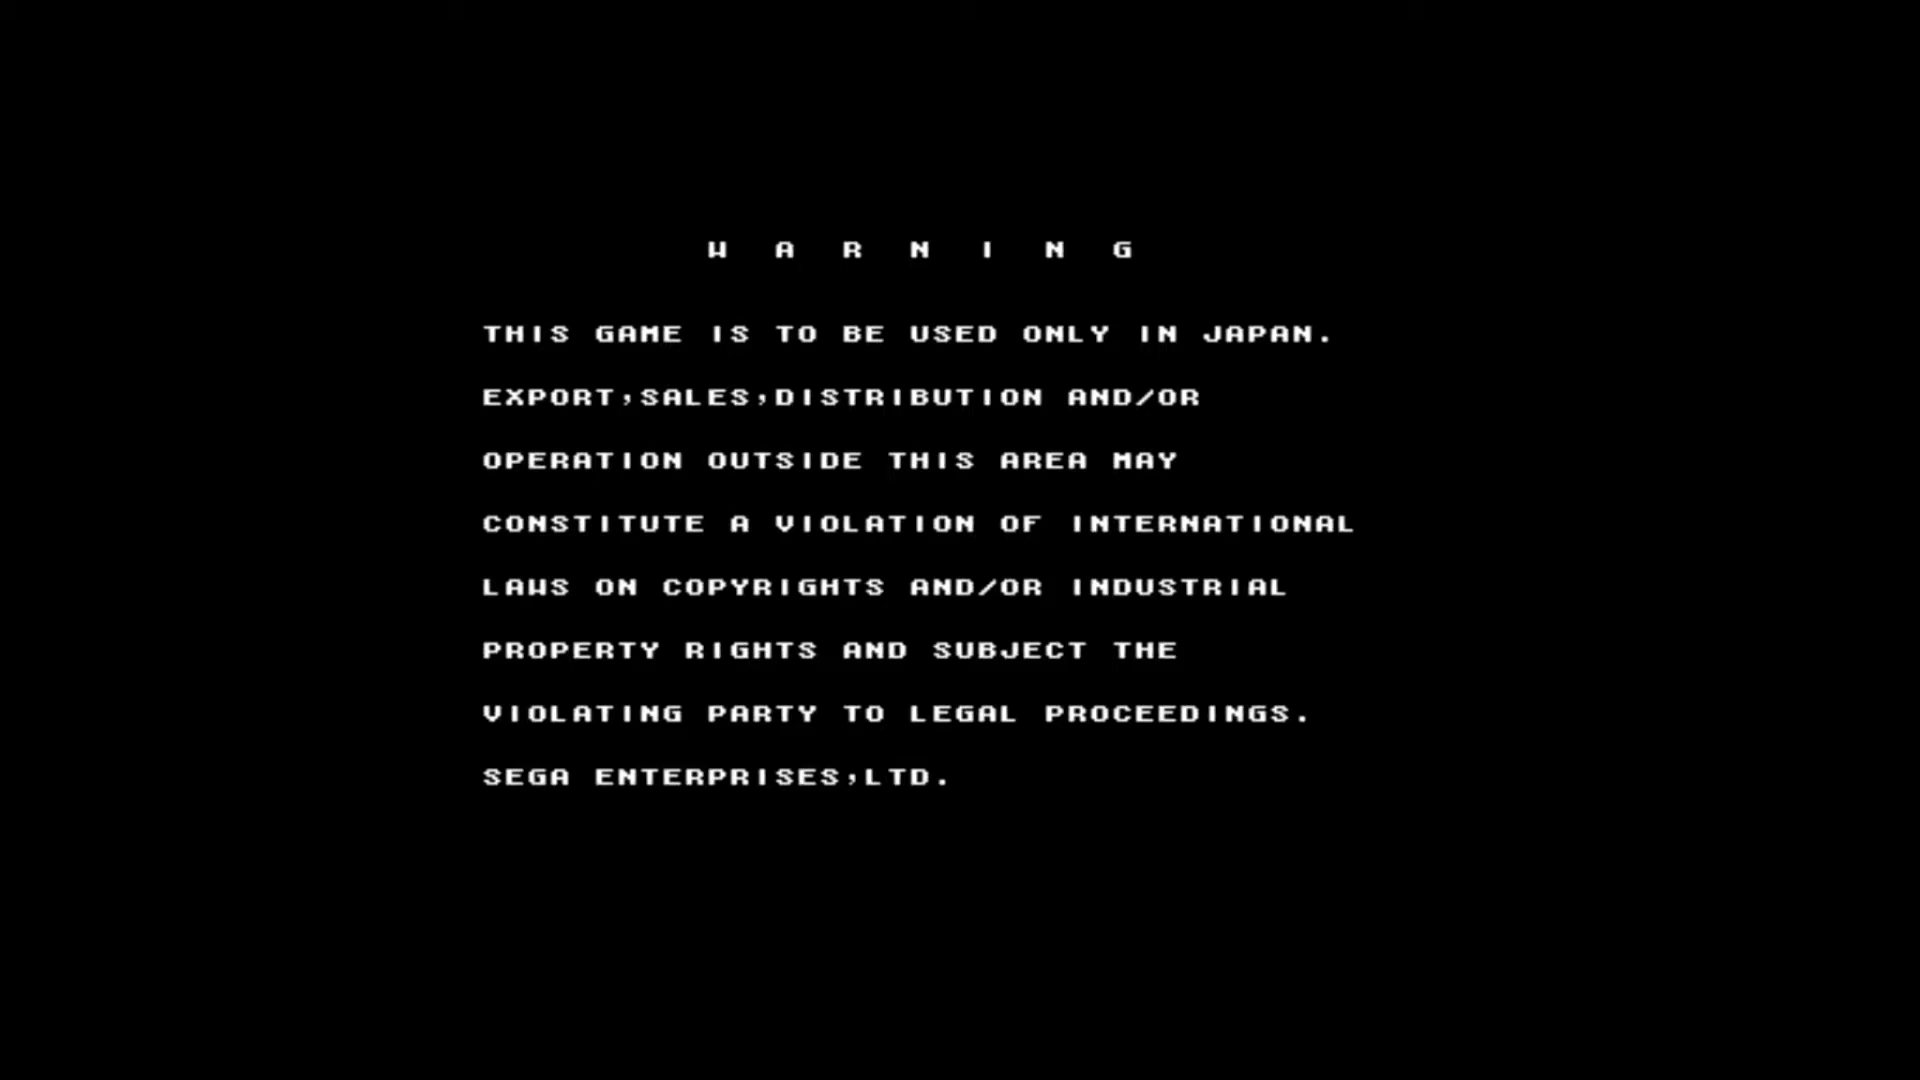 W A R N I N G
THIS GAME IS TO BE USED ONLY IN JAPAN.
EXPORT,SALES,DISTRIBUTION AND/OR
OPERATION OUTSIDE THIS AREA MAY
CONSTITUTE A VIOLATION OF INTERNATIONAL
LAWS ON COPYRIGHTS AND/OR INDUSTRIAL
PROPERTY RIGHTS AND SUBJECT THE
VIOLATING PARTY TO LEGAL PROCEEDINGS.
SEGA ENTERPRISES,LTD.